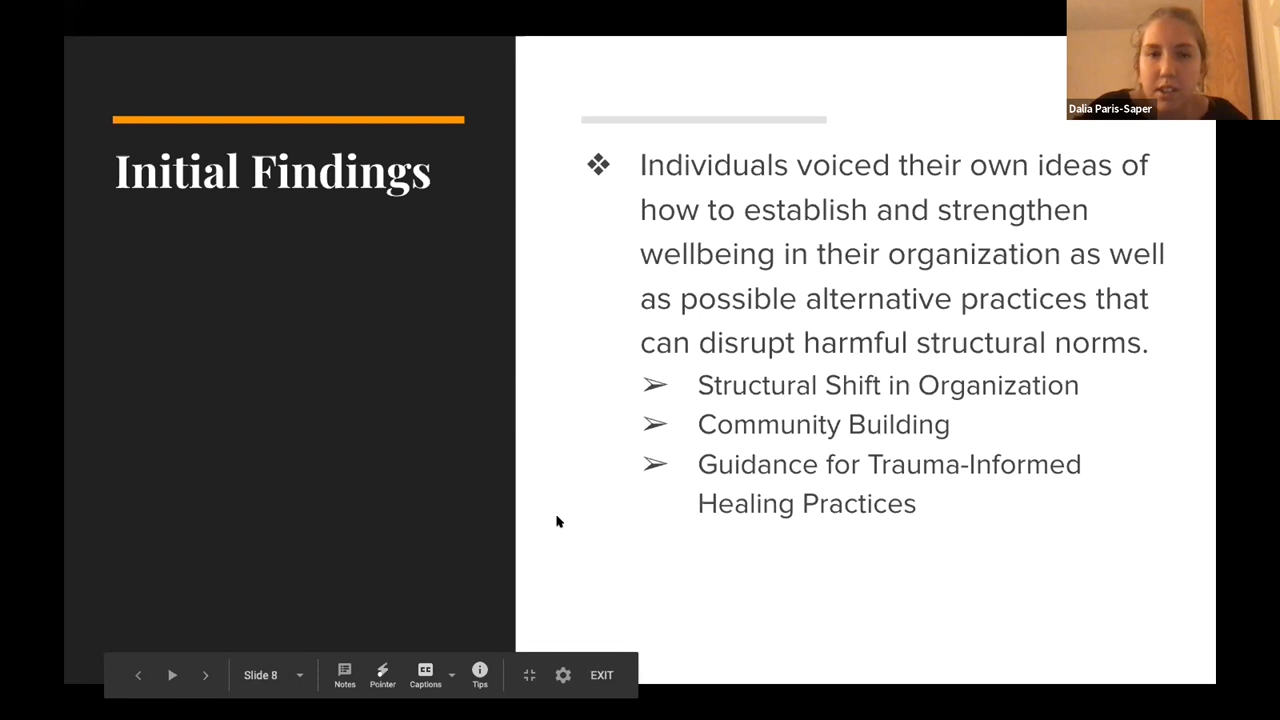 Dalia Paris-Saper
Initial Findings
❖ Individuals voiced their own ideas of
how to establish and strengthen
wellbeing in their organization as well
as possible alternative practices that
can disrupt harmful structural norms.
➢ Structural Shift in Organization
➢ Community Building
➢ Guidance for Trauma-Informed
Healing Practices
Slide 8
Notes
Pointer
CC
Captions
Tips
EXIT